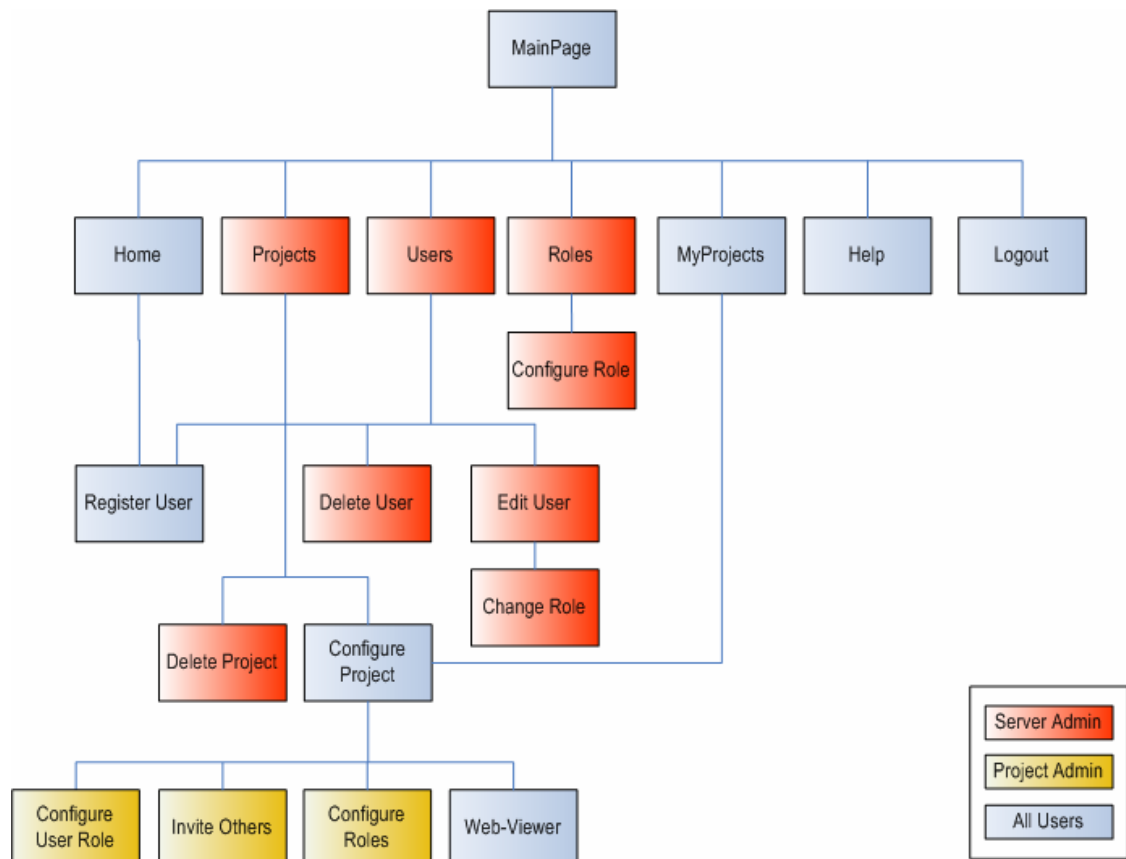 MainPage
Home
Projects
Users
Roles
MyProjects
Help
Logout
Configure Role
Register User
Delete User
Edit User
Change Role
Delete Project
Configure
Project
Server Admin
Project Admin
All Users
Configure
User Role
Invite Others
Configure
Roles
Web-Viewer